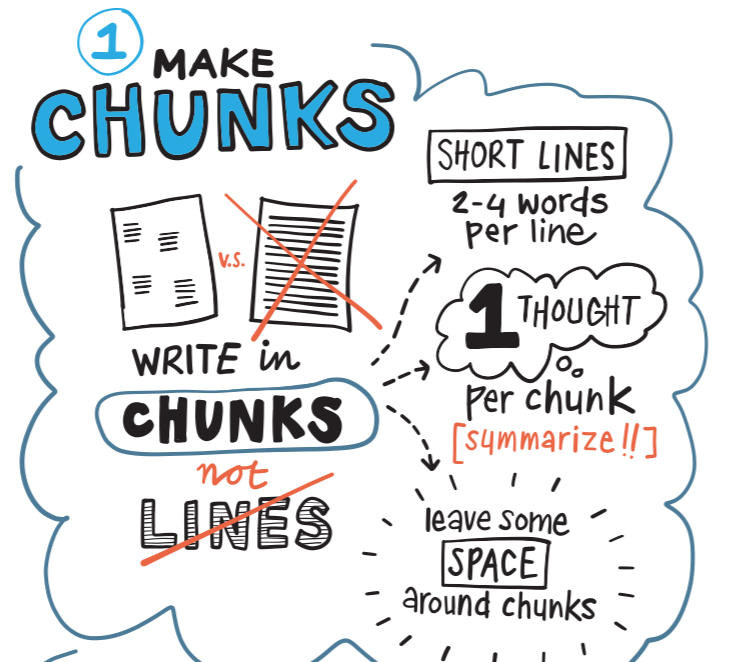 1
MAKE
CHUNKS
v.s.
WRITE in
CHUNKS
not
LINES
SHORT LINES
2-4 words
per line
1 THOUGHT
per chunk
[summarize!!]
leave some
SPACE
around chunks